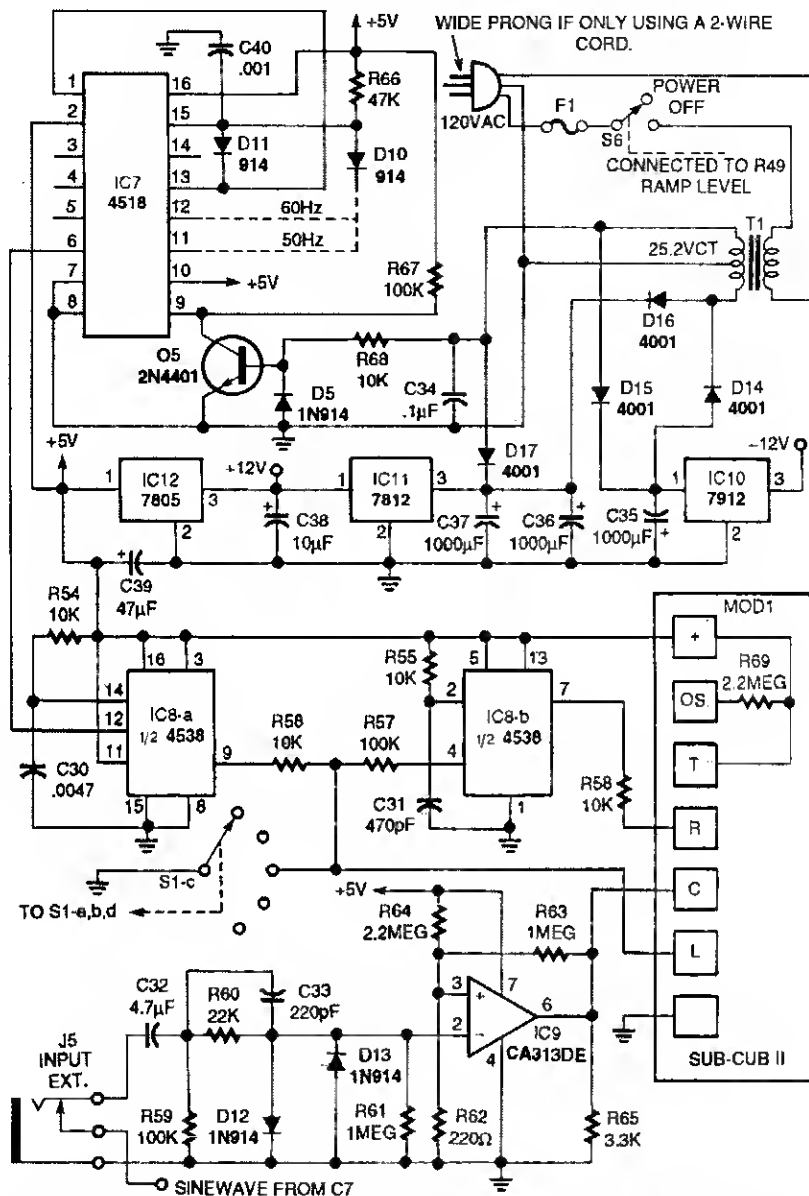 +5V
WIDE PRONG IF ONLY USING A 2-WIRE
CORD.
C40
.001
R66
47K
POWER
OFF
F1
S6
120VAC
1
2
3
4
5
6
7
8
16
15
14
13
12
11
10
9
IC7
4518
D11
914
D10
914
CONNECTED TO R49
RAMP LEVEL
60Hz
50Hz
+5V
R67
100K
25.2VCT
T1
O5
2N4401
R68
10K
D5
1N914
C34
.1µF
D16
4001
D15
4001
D14
4001
D17
4001
+5V
1
IC12
7805
3
2
+12V
C38
10µF
1
IC11
7812
3
2
C37
1000µF
C36
1000µF
C35
1000µF
1
IC10
7912
3
2
-12V
C39
47µF
R54
10K
MOD1
16
3
14
12
11
IC8-a
1/2 4538
9
15
8
C30
.0047
R56
10K
R57
100K
R55
10K
5
13
2
4
IC8-b
1/2 4538
7
1
C31
470pF
R58
10K
+
OS.
R69
2.2MEG
T
R
C
L
SUB-CUB II
S1-c
TO S1-a,b,d
+5V
R64
2.2MEG
R63
1MEG
3
+
2
-
7
6
4
IC9
CA313DE
C32
4.7µF
R60
22K
C33
220pF
J5
INPUT
EXT.
D13
1N914
R59
100K
D12
1N914
R61
1MEG
R62
220Ω
R65
3.3K
SINEWAVE FROM C7